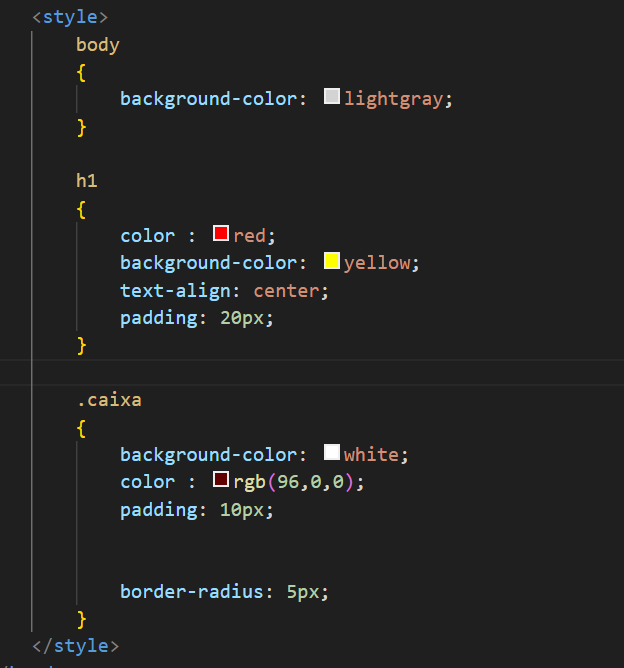 <style>
body
{
background-color: lightgray;
}
h1
{
color : red;
background-color: yellow;
text-align: center;
padding: 20px;
}
.caixa
{
background-color: white;
color : rgb(96,0,0);
padding: 10px;
border-radius: 5px;
}
</style>